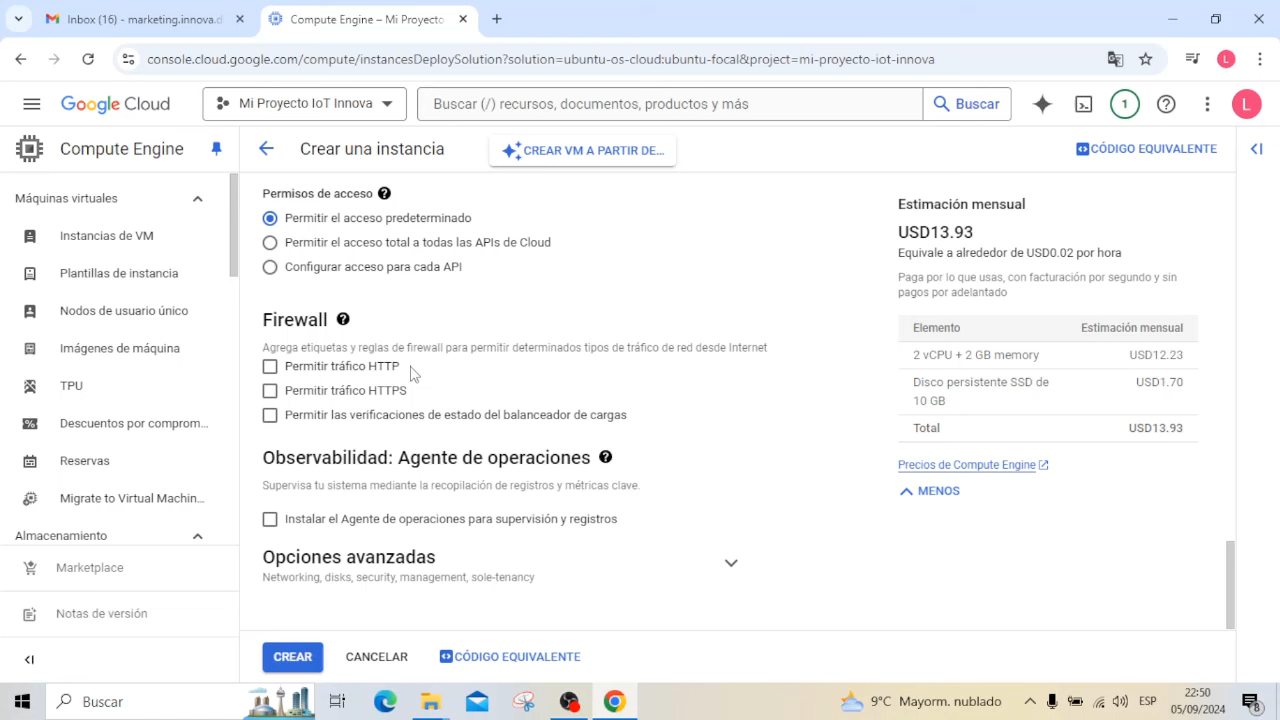 Inbox (16) - marketing.innova.d
Compute Engine – Mi Proyecto
console.cloud.google.com/compute/instancesDeploySolution?solution=ubuntu-os-cloud:ubuntu-focal&project=mi-proyecto-iot-innova
L
Google Cloud
Mi Proyecto IoT Innova
Buscar (/) recursos, documentos, productos y más
Buscar
1
L
Compute Engine
Crear una instancia
CREAR VM A PARTIR DE...
CÓDIGO EQUIVALENTE
Máquinas virtuales
Instancias de VM
Plantillas de instancia
Nodos de usuario único
Imágenes de máquina
TPU
Descuentos por comprom...
Reservas
Migrate to Virtual Machin...
Almacenamiento
Marketplace
Notas de versión
Permisos de acceso
Permitir el acceso predeterminado
Permitir el acceso total a todas las APIs de Cloud
Configurar acceso para cada API
Firewall
Agrega etiquetas y reglas de firewall para permitir determinados tipos de tráfico de red desde Internet
Permitir tráfico HTTP
Permitir tráfico HTTPS
Permitir las verificaciones de estado del balanceador de cargas
Observabilidad: Agente de operaciones
Supervisa tu sistema mediante la recopilación de registros y métricas clave.
Instalar el Agente de operaciones para supervisión y registros
Opciones avanzadas
Networking, disks, security, management, sole-tenancy
CREAR
CANCELAR
CÓDIGO EQUIVALENTE
Estimación mensual
USD13.93
Equivale a alrededor de USD0.02 por hora
Paga por lo que usas, con facturación por segundo y sin
pagos por adelantado
Elemento Estimación mensual
2 vCPU + 2 GB memory USD12.23
Disco persistente SSD de USD1.70
10 GB
Total USD13.93
Precios de Compute Engine
MENOS
Buscar
9°C Mayorm. nublado
ESP
22:50
05/09/2024
8